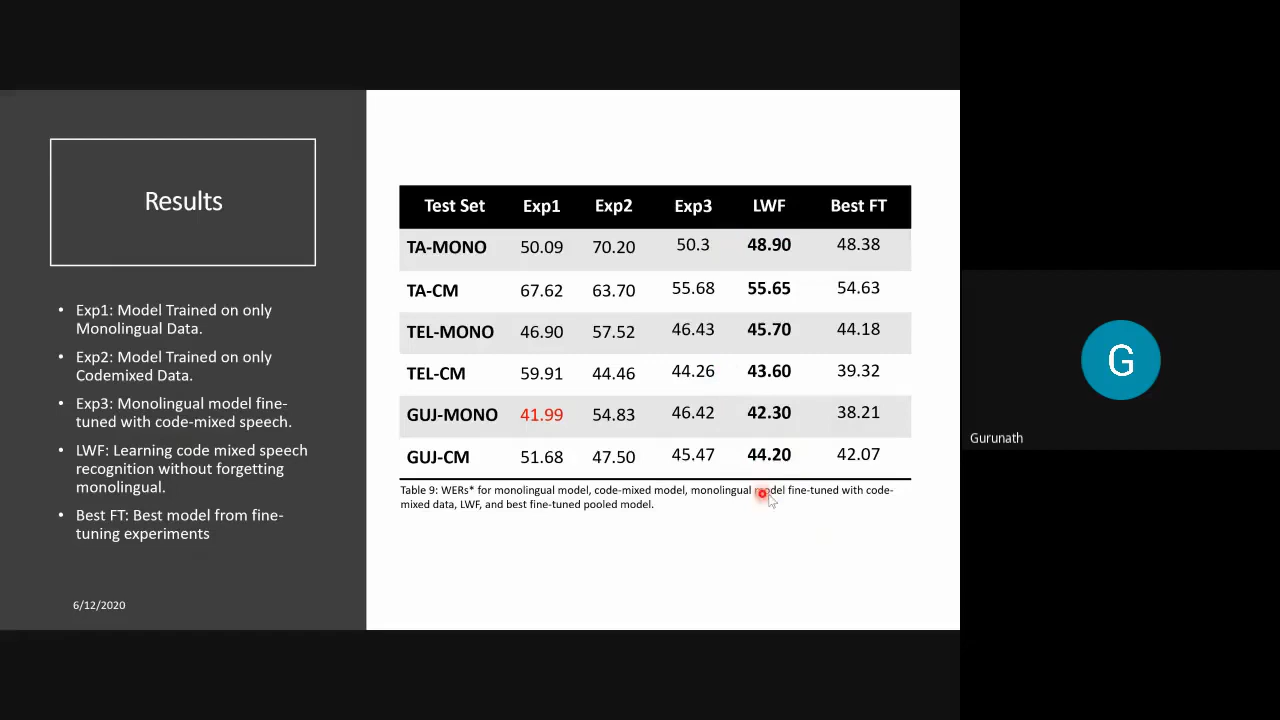 Results
• Exp1: Model Trained on only
Monolingual Data.
• Exp2: Model Trained on only
Codemixed Data.
• Exp3: Monolingual model fine-
tuned with code-mixed speech.
• LWF: Learning code mixed speech
recognition without forgetting
monolingual.
• Best FT: Best model from fine-
tuning experiments
6/12/2020
Test Set Exp1 Exp2 Exp3 LWF Best FT
TA-MONO 50.09 70.20 50.3 48.90 48.38
TA-CM 67.62 63.70 55.68 55.65 54.63
TEL-MONO 46.90 57.52 46.43 45.70 44.18
TEL-CM 59.91 44.46 44.26 43.60 39.32
GUJ-MONO 41.99 54.83 46.42 42.30 38.21
GUJ-CM 51.68 47.50 45.47 44.20 42.07
Table 9: WERs* for monolingual model, code-mixed model, monolingual model fine-tuned with code-
mixed data, LWF, and best fine-tuned pooled model.
G
Gurunath